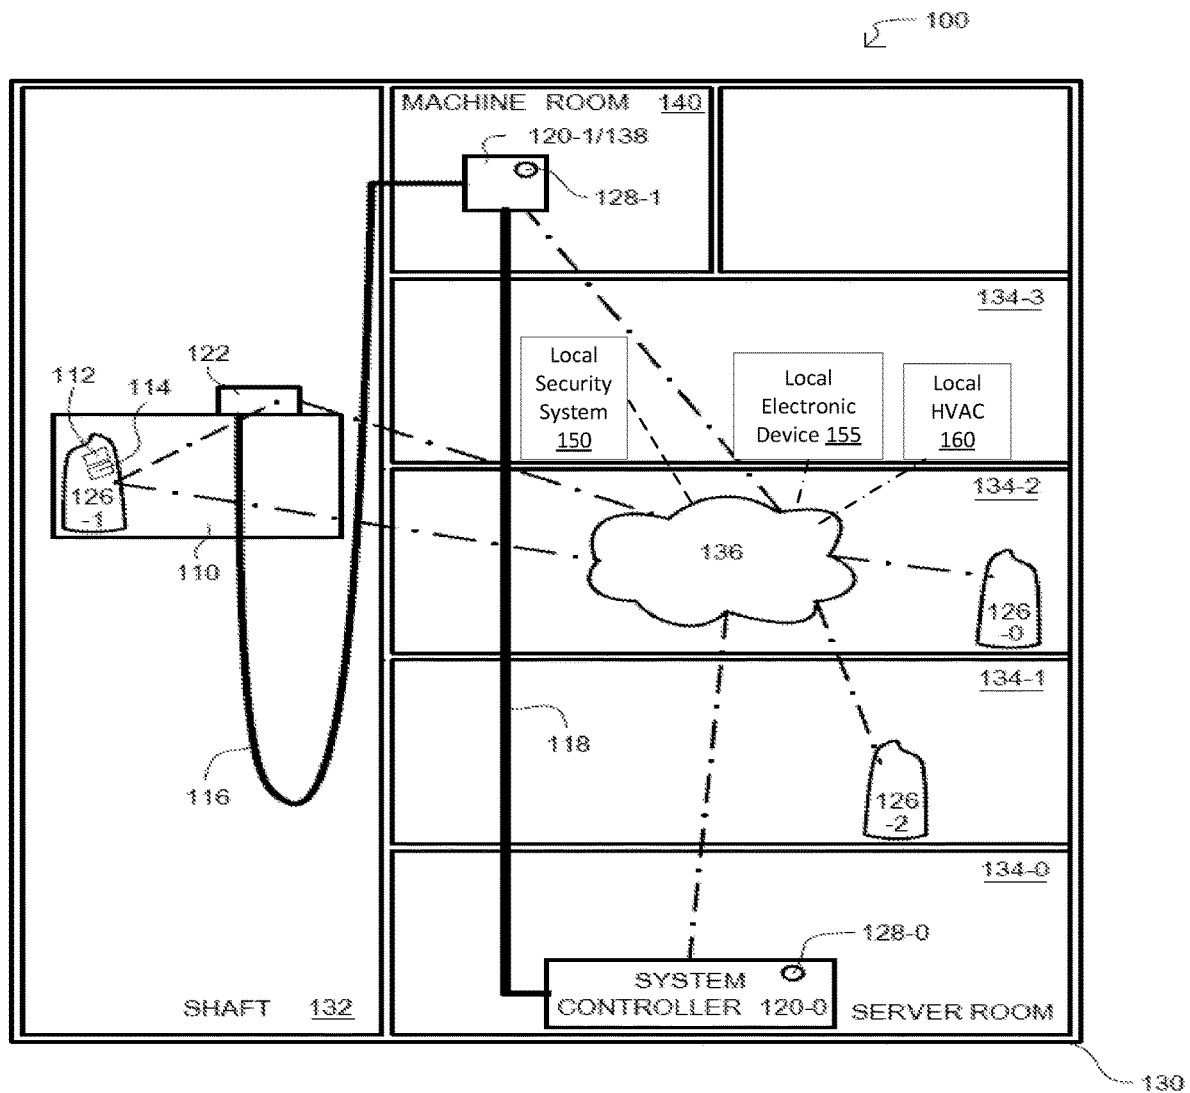 100
MACHINE ROOM 140
120-1/138
128-1
134-3
122
112
114
Local
Security
System
150
Local
Electronic
Device 155
Local
HVAC
160
134-2
126
-1
136
110
126
-0
134-1
118
116
126
-2
134-0
128-0
SYSTEM
CONTROLLER 120-0
SHAFT 132
SERVER ROOM
130